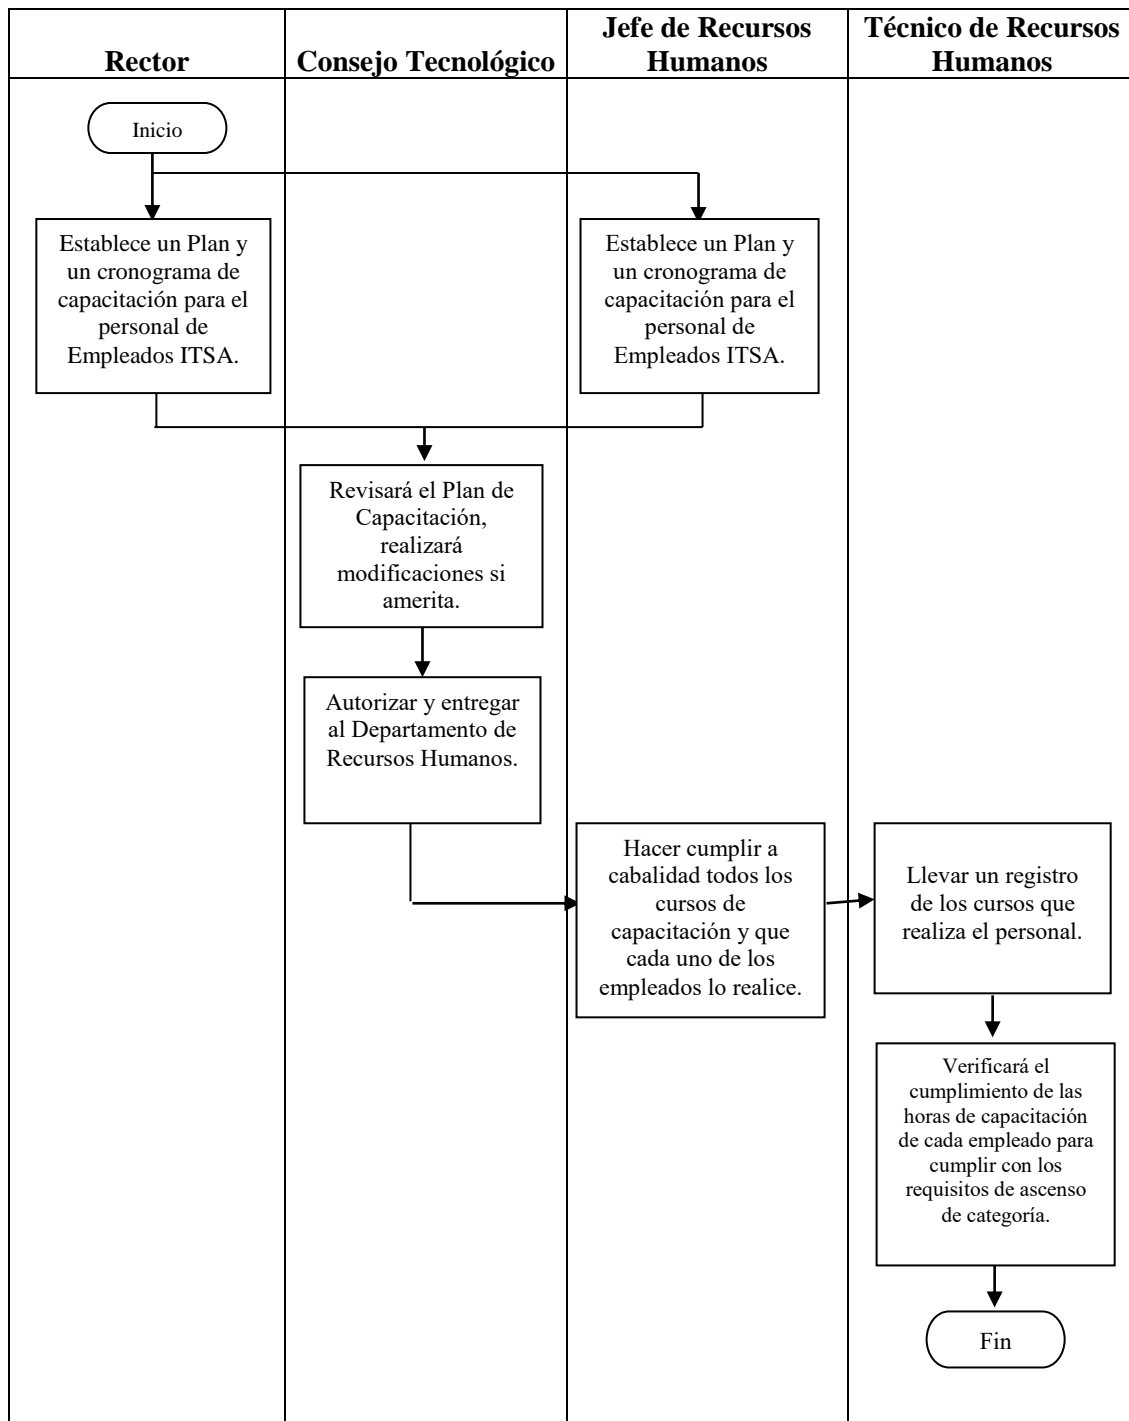 Rector
Consejo Tecnológico
Jefe de Recursos
Humanos
Técnico de Recursos
Humanos
Inicio
Establece un Plan y
un cronograma de
capacitación para el
personal de
Empleados ITSA.
Establece un Plan y
un cronograma de
capacitación para el
personal de
Empleados ITSA.
Revisará el Plan de
Capacitación,
realizará
modificaciones si
amerita.
Autorizar y entregar
al Departamento de
Recursos Humanos.
Hacer cumplir a
cabalidad todos los
cursos de
capacitación y que
cada uno de los
empleados lo realice.
Llevar un registro
de los cursos que
realiza el personal.
Verificará el
cumplimiento de las
horas de capacitación
de cada empleado para
cumplir con los
requisitos de ascenso
de categoría.
Fin